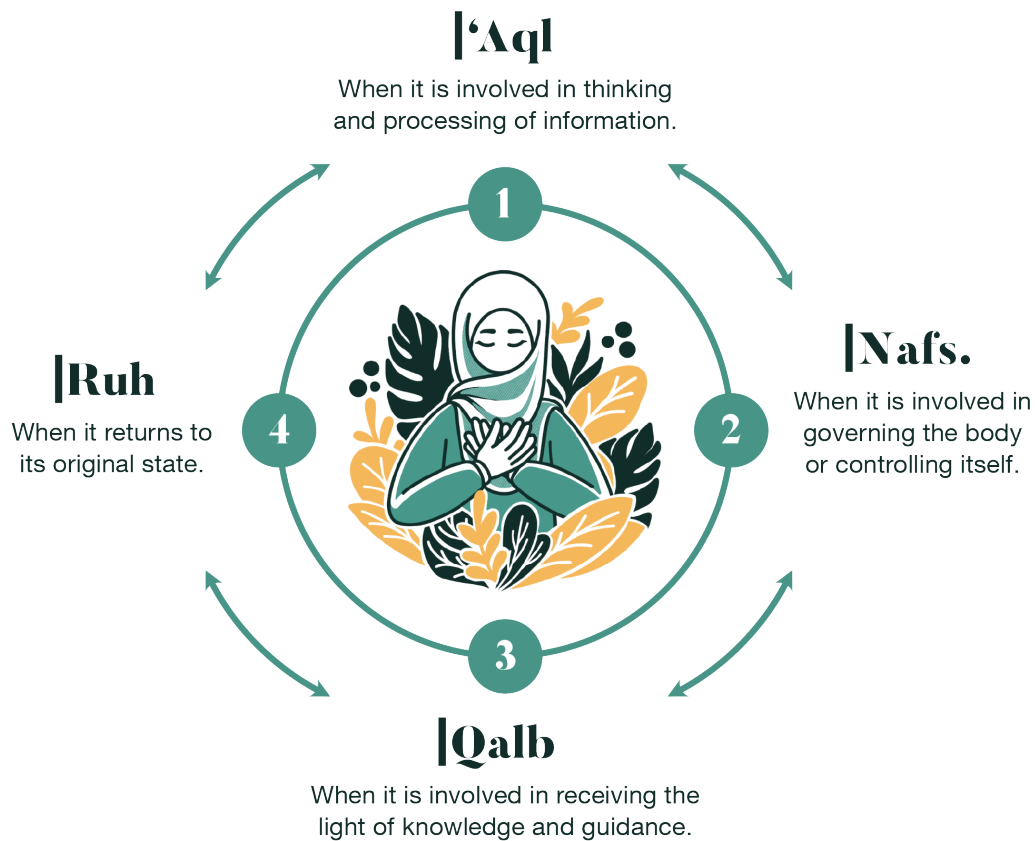 ‘Aql
When it is involved in thinking
and processing of information.
1
Nafs.
When it is involved in
governing the body
or controlling itself.
2
3
Qalb
When it is involved in receiving the
light of knowledge and guidance.
4
Ruh
When it returns to
its original state.